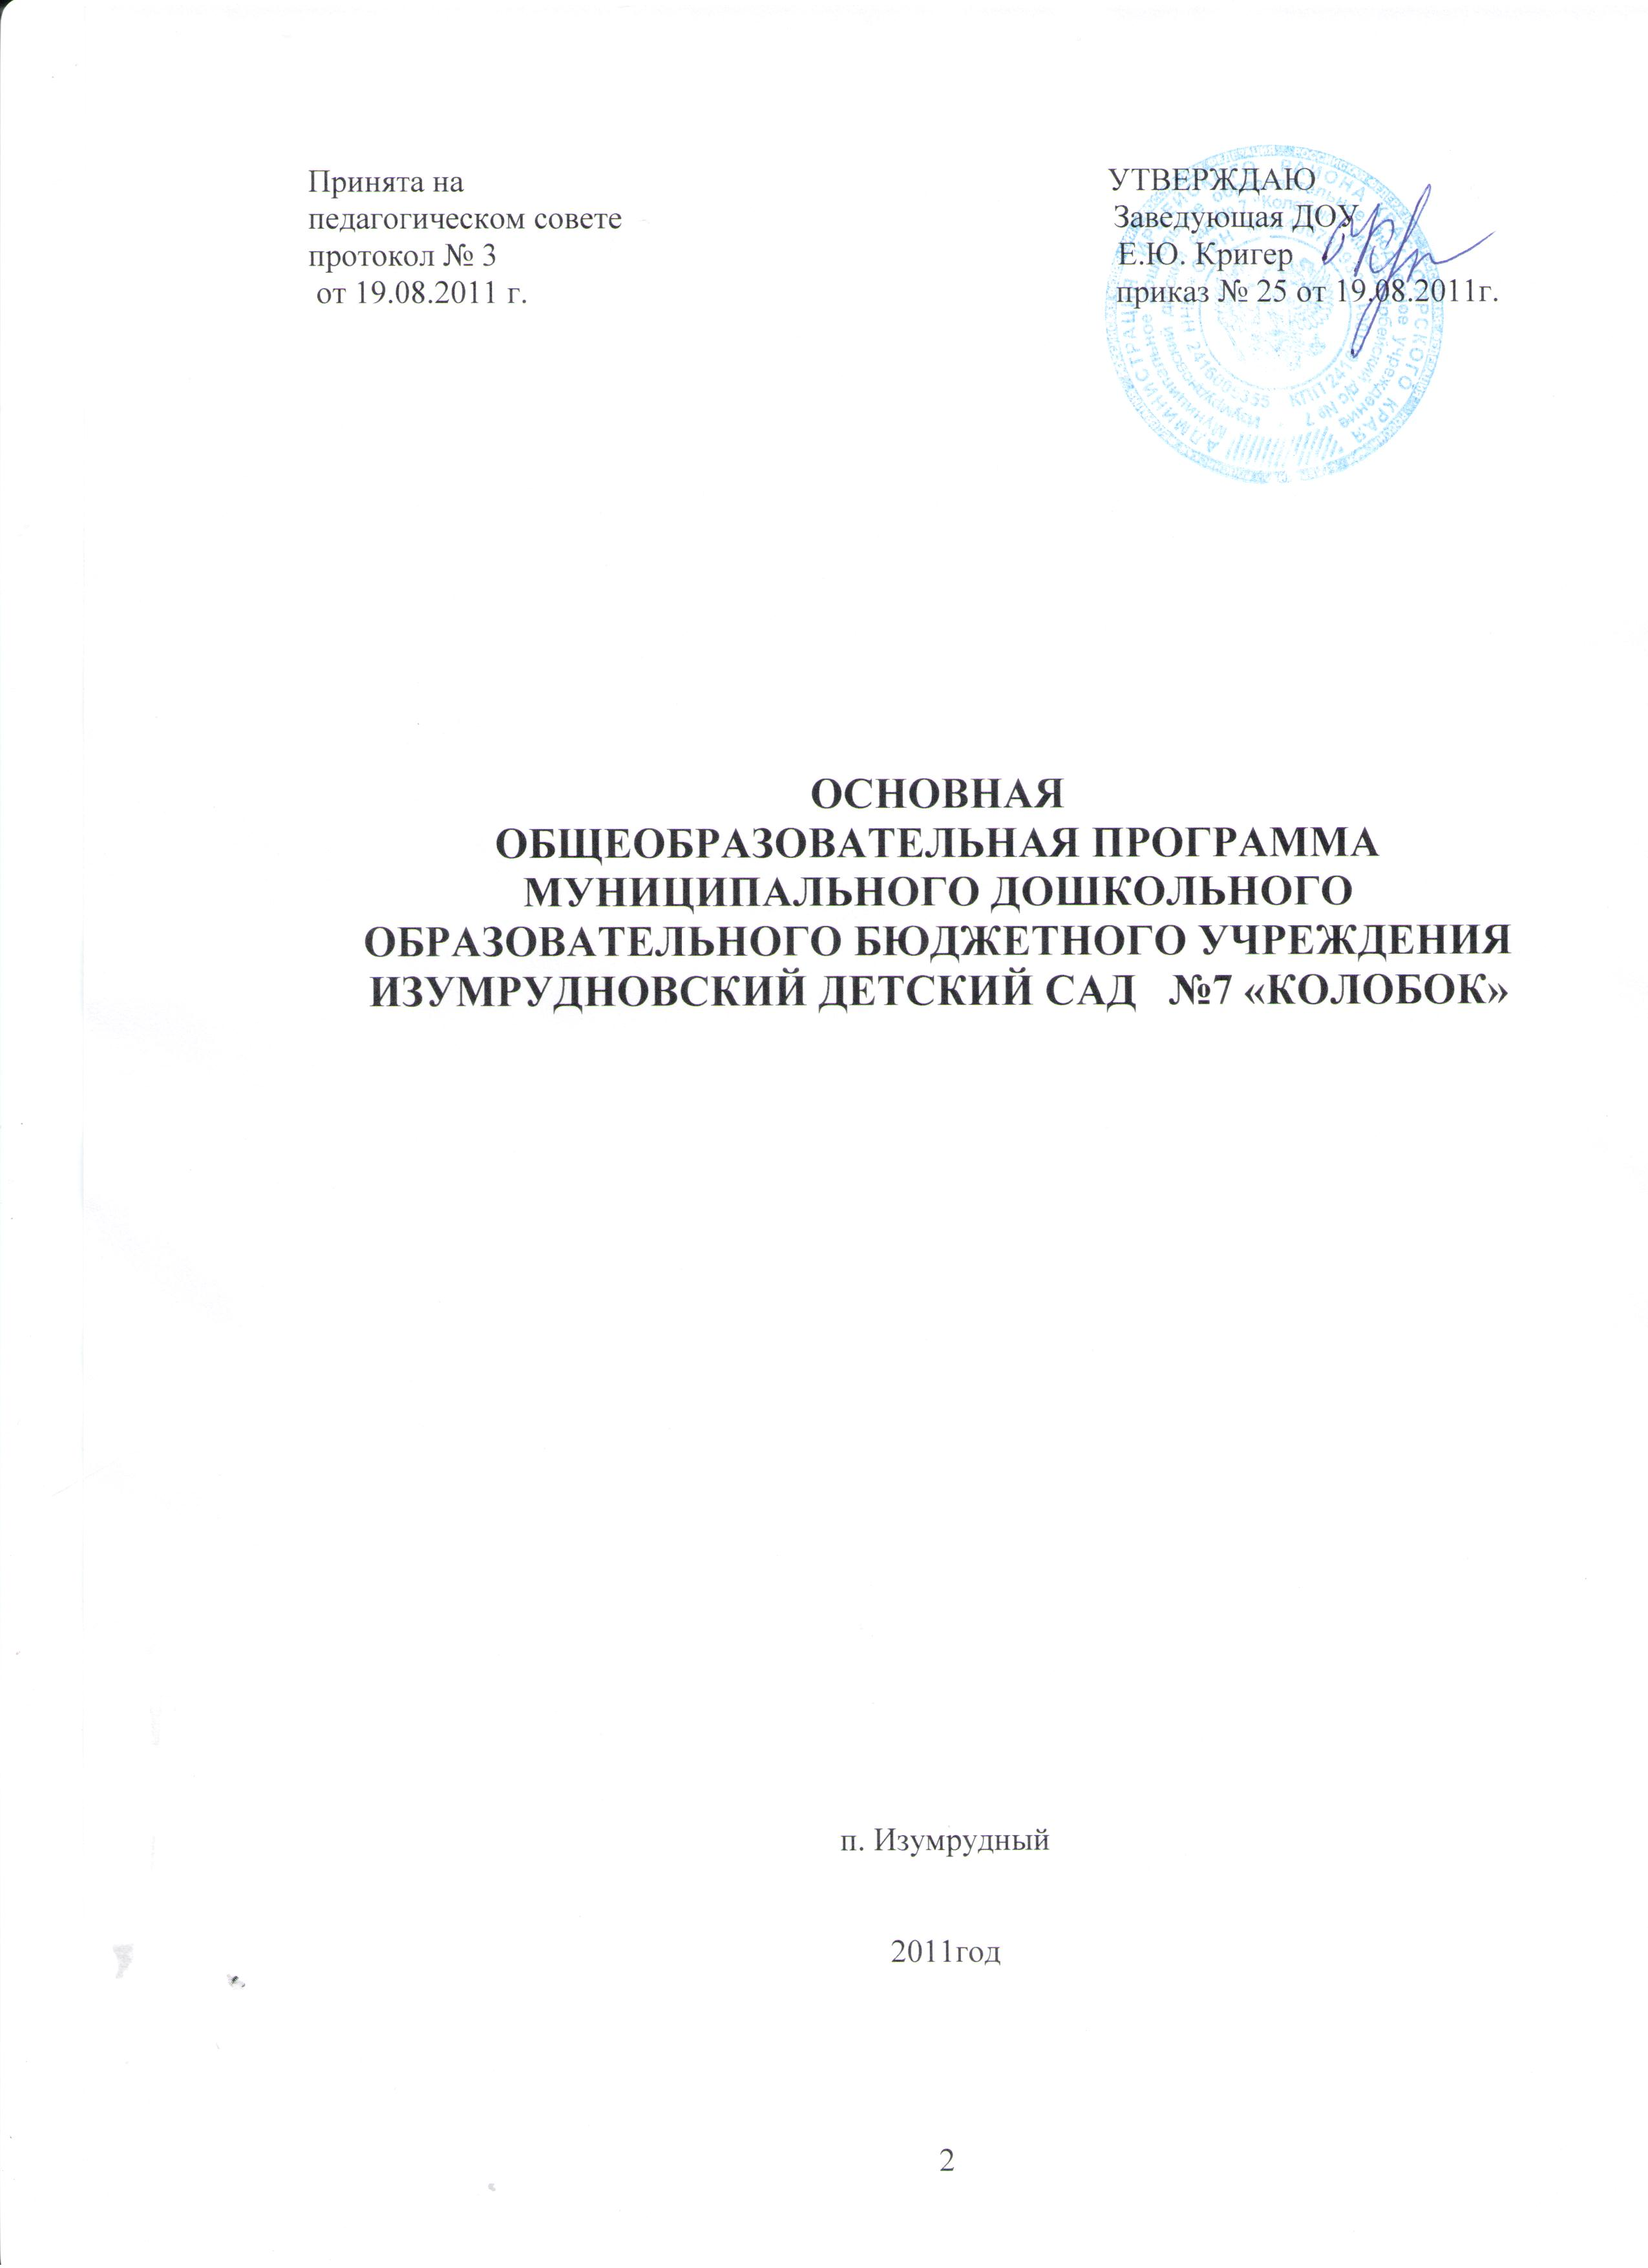 Принята на
педагогическом совете
протокол № 3
от 19.08.2011 г.
УТВЕРЖДАЮ
Заведующая ДОУ
Е.Ю. Кригер
приказ № 25 от 19.08.2011г.
ОСНОВНАЯ
ОБЩЕОБРАЗОВАТЕЛЬНАЯ ПРОГРАММА
МУНИЦИПАЛЬНОГО ДОШКОЛЬНОГО
ОБРАЗОВАТЕЛЬНОГО БЮДЖЕТНОГО УЧРЕЖДЕНИЯ
ИЗУМРУДНОВСКИЙ ДЕТСКИЙ САД №7 «КОЛОБОК»
п. Изумрудный
2011год
2